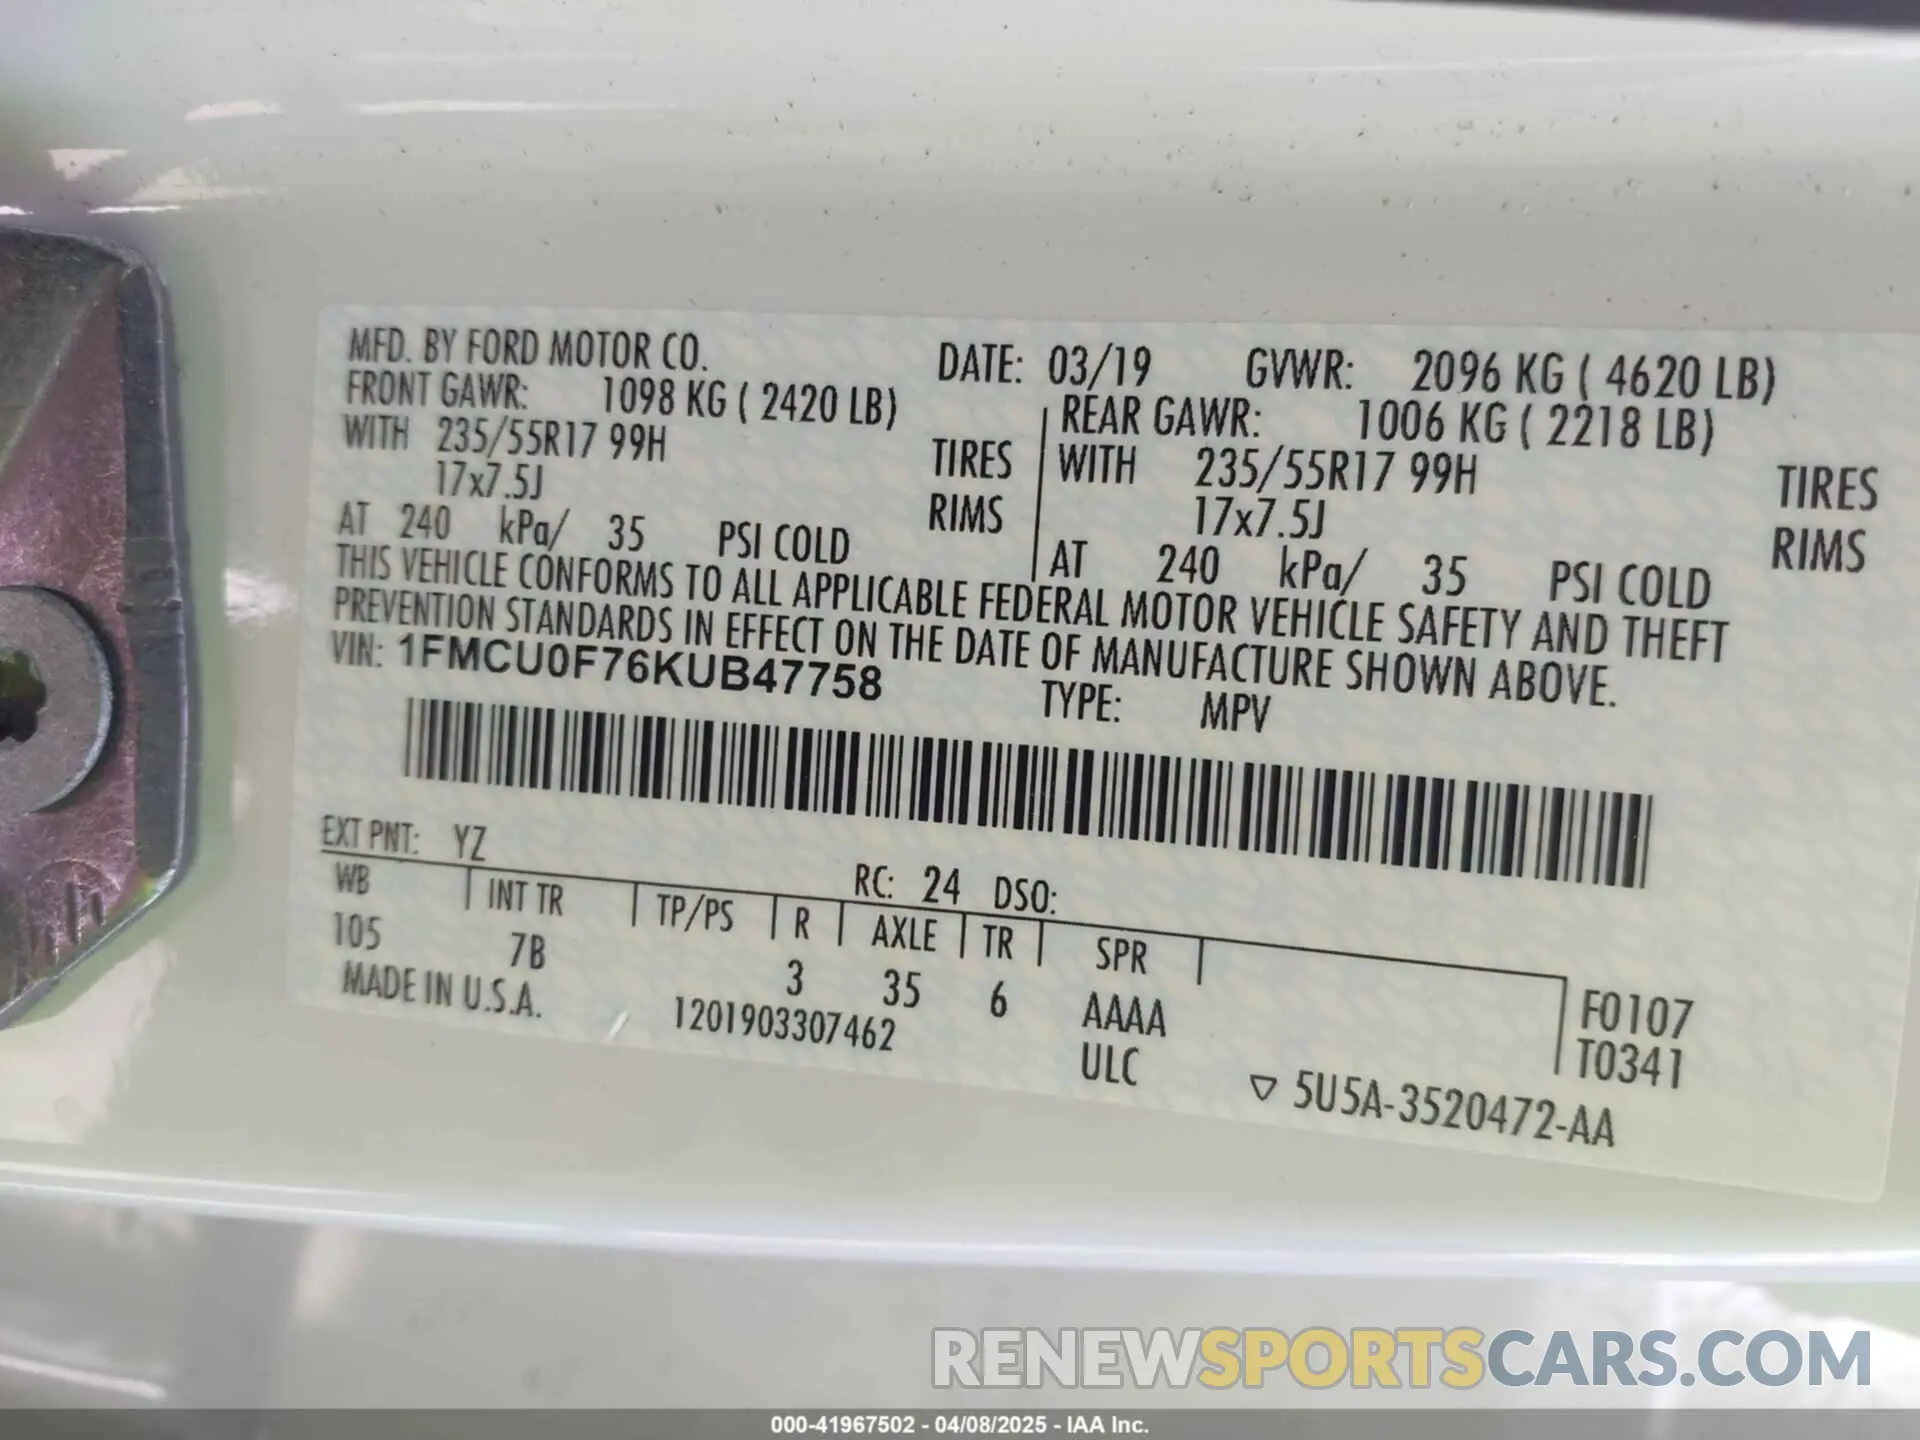 MFD. BY FORD MOTOR CO. DATE: 03/19 GVWR: 2096 KG ( 4620 LB)
FRONT GAWR: 1098 KG ( 2420 LB) REAR GAWR: 1006 KG ( 2218 LB)
WITH 235/55R17 99H TIRES WITH 235/55R17 99H TIRES
17x7.5J RIMS 17x7.5J RIMS
AT 240 kPa/ 35 PSI COLD AT 240 kPa/ 35 PSI COLD
THIS VEHICLE CONFORMS TO ALL APPLICABLE FEDERAL MOTOR VEHICLE SAFETY AND THEFT
PREVENTION STANDARDS IN EFFECT ON THE DATE OF MANUFACTURE SHOWN ABOVE.
VIN: 1FMCU0F76KUB47758 TYPE: MPV
EXT PNT: YZ RC: 24 DSO:
WB INT TR TP/PS R AXLE TR SPR
105 7B 3 35 6 AAAA F0107
MADE IN U.S.A. 1201903307462 ULC T0341
▽ 5U5A-3520472-AA
RENEWSPORTSCARS.COM
000-41967502 - 04/08/2025 - IAA Inc.